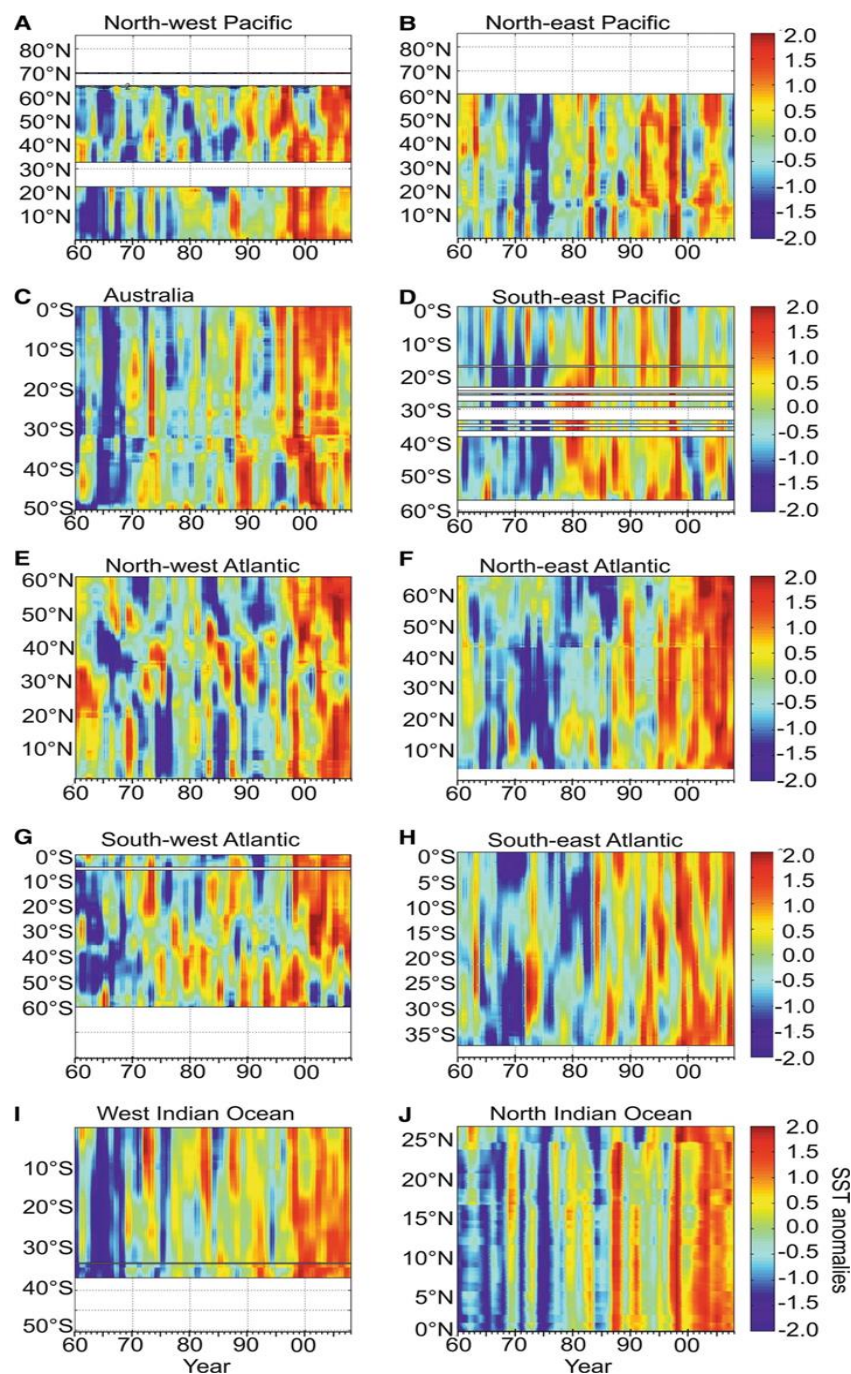 A North-west Pacific
80°N
70°N
60°N
50°N
40°N
30°N
20°N
10°N
60 70 80 90 00
2
B North-east Pacific
80°N
70°N
60°N
50°N
40°N
30°N
20°N
10°N
60 70 80 90 00
2.0
1.5
1.0
0.5
0.0
-0.5
-1.0
-1.5
-2.0
C Australia
0°S
10°S
20°S
30°S
40°S
50°S
60 70 80 90 00
D South-east Pacific
0°S
10°S
20°S
30°S
40°S
50°S
60°S
60 70 80 90 00
2.0
1.5
1.0
0.5
0.0
-0.5
-1.0
-1.5
-2.0
E North-west Atlantic
60°N
50°N
40°N
30°N
20°N
10°N
60 70 80 90 00
F North-east Atlantic
60°N
50°N
40°N
30°N
20°N
10°N
60 70 80 90 00
2.0
1.5
1.0
0.5
0.0
-0.5
-1.0
-1.5
-2.0
G South-west Atlantic
0°S
10°S
20°S
30°S
40°S
50°S
60°S
60 70 80 90 00
H South-east Atlantic
0°S
5°S
10°S
15°S
20°S
25°S
30°S
35°S
60 70 80 90 00
2.0
1.5
1.0
0.5
0.0
-0.5
-1.0
-1.5
-2.0
I West Indian Ocean
10°S
20°S
30°S
40°S
50°S
60 70 80 90 00
Year
J North Indian Ocean
25°N
20°N
15°N
10°N
5°N
0°N
60 70 80 90 00
Year
2.0
1.5
1.0
0.5
0.0
-0.5
-1.0
-1.5
-2.0
SST anomalies